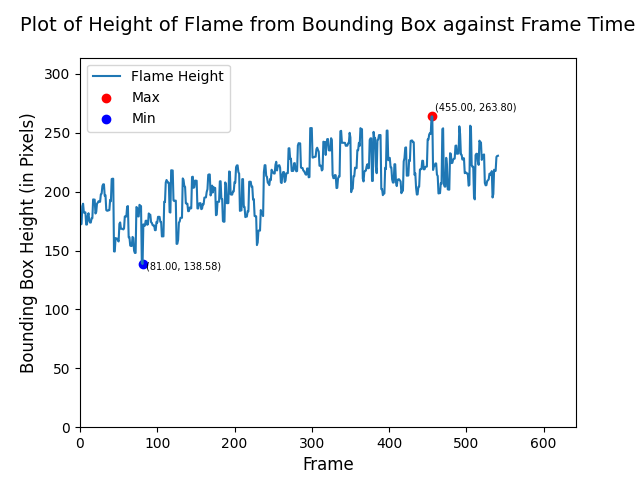 Plot of Height of Flame from Bounding Box against Frame Time
Flame Height
Max
Min
(455.00, 263.80)
(81.00, 138.58)
Bounding Box Height (in Pixels)
300
250
200
150
100
50
0
0 100 200 300 400 500 600
Frame